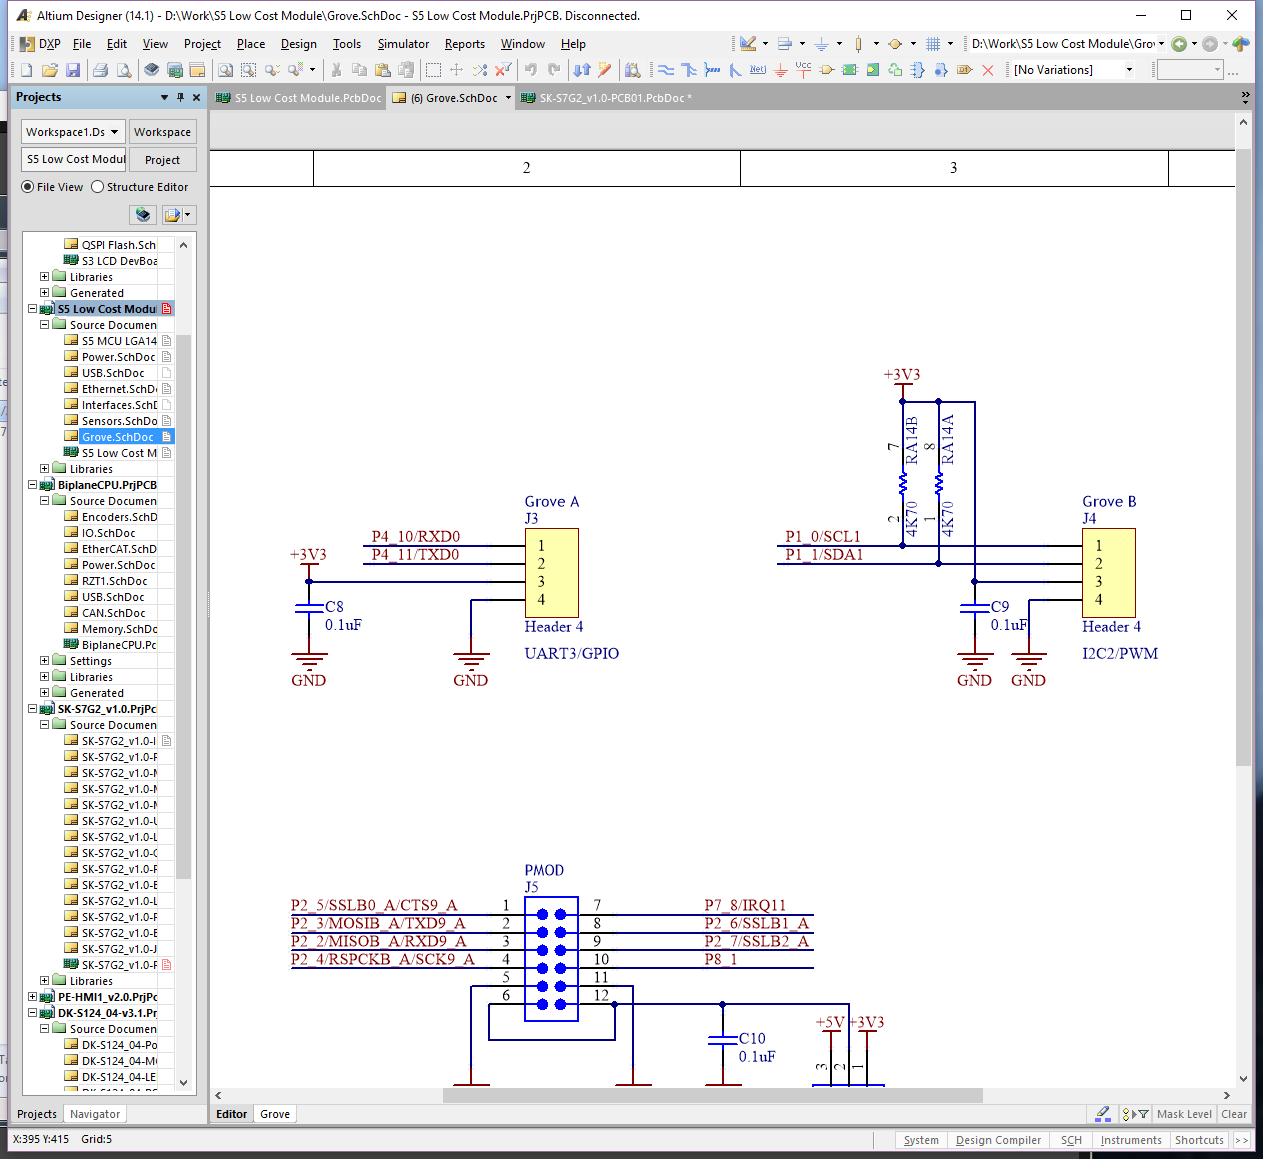 Altium Designer (14.1) - D:\Work\S5 Low Cost Module\Grove.SchDoc - S5 Low Cost Module.PrjPCB. Disconnected.
DXP File Edit View Project Place Design Tools Simulator Reports Window Help D:\Work\S5 Low Cost Module\Gro
Net Vcc [No Variations] ...
Projects S5 Low Cost Module.PcbDoc (6) Grove.SchDoc SK-S7G2_v1.0-PCB01.PcbDoc *
Workspace1.Ds Workspace
S5 Low Cost Modul Project
File View Structure Editor
QSPI Flash.Sch
S3 LCD DevBoa
Libraries
Generated
S5 Low Cost Modu
Source Documen
S5 MCU LGA14
Power.SchDoc
USB.SchDoc
Ethernet.SchD
Interfaces.SchD
Sensors.SchDo
Grove.SchDoc
S5 Low Cost M
Libraries
BiplaneCPU.PrjPCB
Source Documen
Encoders.SchD
IO.SchDoc
EtherCAT.SchD
Power.SchDoc
RZT1.SchDoc
USB.SchDoc
CAN.SchDoc
Memory.SchDo
BiplaneCPU.Pc
Settings
Libraries
Generated
SK-S7G2_v1.0.PrjPc
Source Documen
SK-S7G2_v1.0-I
SK-S7G2_v1.0-F
SK-S7G2_v1.0-M
SK-S7G2_v1.0-M
SK-S7G2_v1.0-M
SK-S7G2_v1.0-U
SK-S7G2_v1.0-L
SK-S7G2_v1.0-C
SK-S7G2_v1.0-P
SK-S7G2_v1.0-E
SK-S7G2_v1.0-L
SK-S7G2_v1.0-P
SK-S7G2_v1.0-E
SK-S7G2_v1.0-J
SK-S7G2_v1.0-P
Libraries
PE-HMI1_v2.0.PrjPc
DK-S124_04-v3.1.Pr
Source Documen
DK-S124_04-Po
DK-S124_04-M
DK-S124_04-LE
Projects Navigator
2 3
Grove A
J3
P4_10/RXD0
P4_11/TXD0
+3V3
1
2
3
4
C8
0.1uF
Header 4
UART3/GPIO
GND GND
+3V3
7 RA14B 8 RA14A
2 4K70 1 4K70
Grove B
J4
P1_0/SCL1
P1_1/SDA1
1
2
3
4
C9
0.1uF
Header 4
I2C2/PWM
GND GND
PMOD
J5
P2_5/SSLB0_A/CTS9_A 1 7 P7_8/IRQ11
P2_3/MOSIB_A/TXD9_A 2 8 P2_6/SSLB1_A
P2_2/MISOB_A/RXD9_A 3 9 P2_7/SSLB2_A
P2_4/RSPCKB_A/SCK9_A 4 10 P8_1
5 11
6 12
C10
0.1uF
+5V +3V3
3 2 1
Editor Grove Mask Level Clear
X:395 Y:415 Grid:5 System Design Compiler SCH Instruments Shortcuts >>